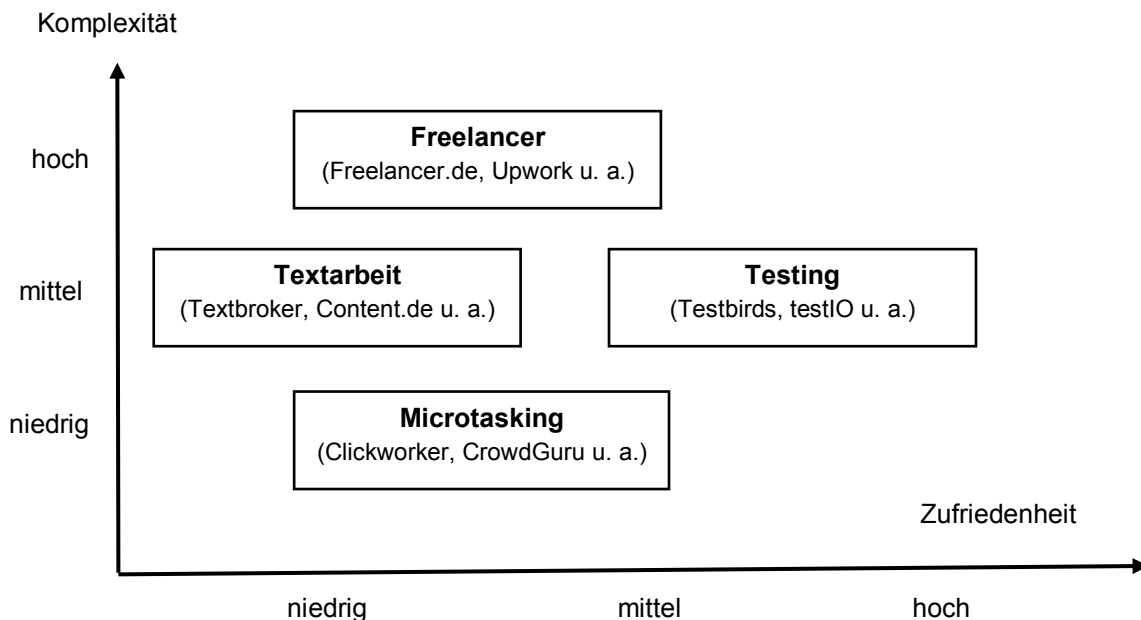 Komplexität
hoch
Freelancer
(Freelancer.de, Upwork u. a.)
mittel
Textarbeit
(Textbroker, Content.de u. a.)
Testing
(Testbirds, testIO u. a.)
niedrig
Microtasking
(Clickworker, CrowdGuru u. a.)
Zufriedenheit
niedrig
mittel
hoch